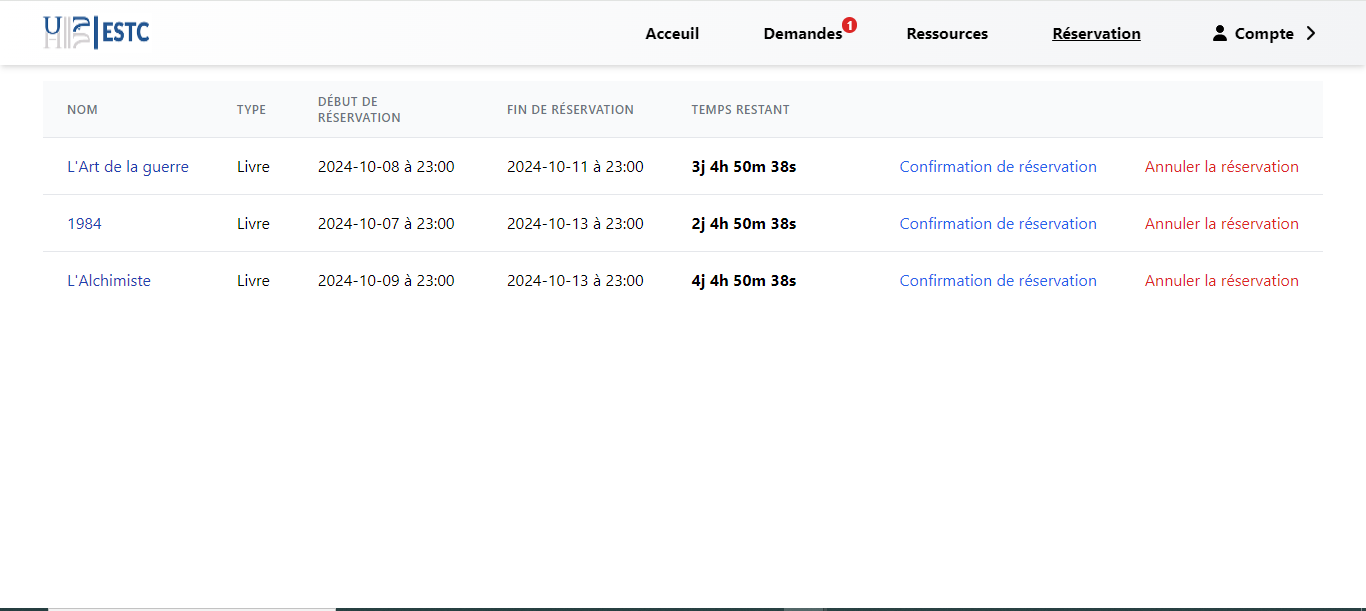 UH2C ESTC
Acceuil Demandes 1 Ressources Réservation Compte
NOM TYPE DÉBUT DE RÉSERVATION FIN DE RÉSERVATION TEMPS RESTANT
L'Art de la guerre Livre 2024-10-08 à 23:00 2024-10-11 à 23:00 3j 4h 50m 38s Confirmation de réservation Annuler la réservation
1984 Livre 2024-10-07 à 23:00 2024-10-13 à 23:00 2j 4h 50m 38s Confirmation de réservation Annuler la réservation
L'Alchimiste Livre 2024-10-09 à 23:00 2024-10-13 à 23:00 4j 4h 50m 38s Confirmation de réservation Annuler la réservation